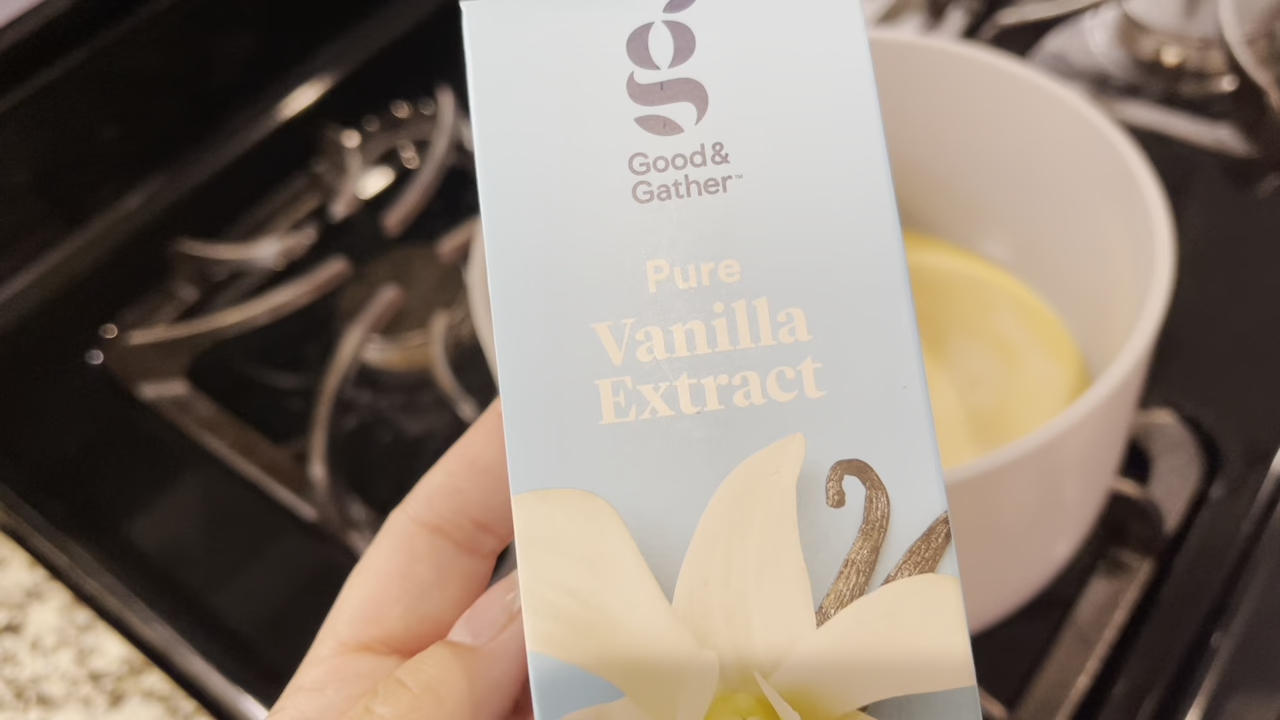 Good&
Gather™
Pure
Vanilla
Extract